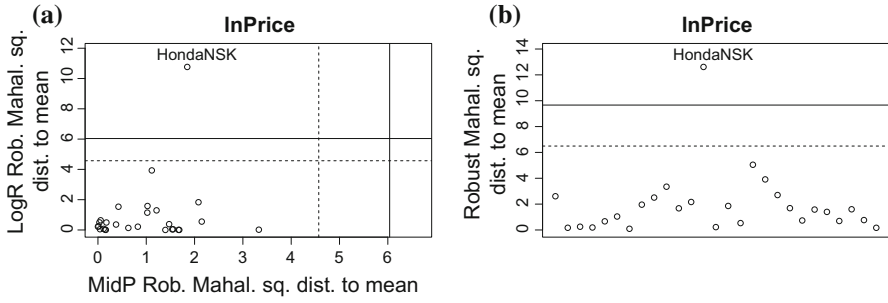 (a)
lnPrice
HondaNSK
LogR Rob. Mahal. sq.
dist. to mean
0 2 4 6 8 10 12
0 1 2 3 4 5 6
MidP Rob. Mahal. sq. dist. to mean
(b)
lnPrice
HondaNSK
Robust Mahal. sq.
dist. to mean
0 2 4 6 8 10 12 14